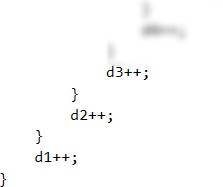 d3++;
}
d2++;
}
d1++;
}